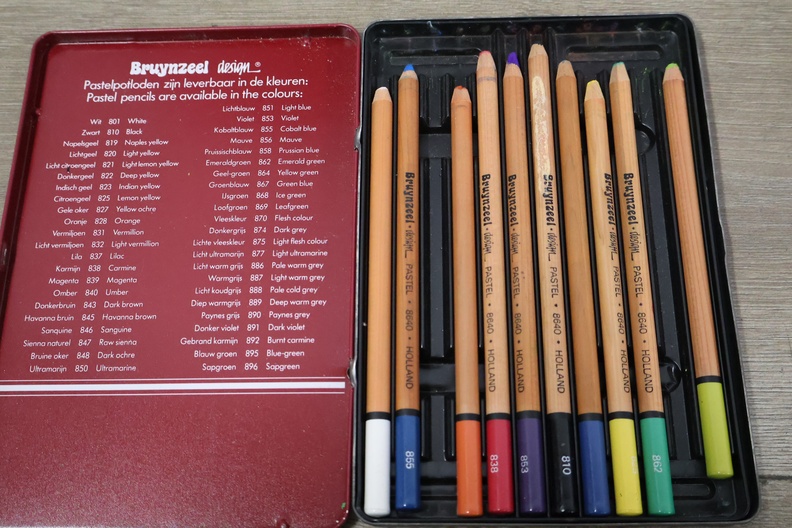 Bruynzeel design ®
Pastelpotloden zijn leverbaar in de kleuren:
Pastel pencils are available in the colours:
Wit 801 White
Zwart 810 Black
Napelsgeel 819 Naples yellow
Lichtgeel 820 Light yellow
Licht citroengeel 821 Light lemon yellow
Donkergeel 822 Deep yellow
Indisch geel 823 Indian yellow
Citroengeel 825 Lemon yellow
Gele oker 827 Yellow ochre
Oranje 828 Orange
Vermiljoen 831 Vermillion
Licht vermiljoen 832 Light vermillion
Lila 837 Lilac
Karmijn 838 Carmine
Magenta 839 Magenta
Omber 840 Umber
Donkerbruin 843 Dark brown
Havanna bruin 845 Havanna brown
Sanquine 846 Sanguine
Sienna naturel 847 Raw sienna
Bruine oker 848 Dark ochre
Ultramarijn 850 Ultramarine
Lichtblauw 851 Light blue
Violet 853 Violet
Kobaltblauw 855 Cobalt blue
Mauve 856 Mauve
Pruissischblauw 858 Prussian blue
Emeraldgroen 862 Emerald green
Geel-groen 864 Yellow green
Groenblauw 867 Green blue
IJsgroen 868 Ice green
Loofgroen 869 Leafgreen
Vleeskleur 870 Flesh colour
Donkergrijs 874 Dark grey
Lichte vleeskleur 875 Light flesh colour
Licht ultramarijn 877 Light ultramarine
Licht warm grijs 886 Pale warm grey
Warmgrijs 887 Light warm grey
Licht koudgrijs 888 Pale cold grey
Diep warmgrijs 889 Deep warm grey
Paynes grijs 890 Paynes grey
Donker violet 891 Dark violet
Gebrand karmijn 892 Burnt carmine
Blauw groen 895 Blue-green
Sapgroen 896 Sapgreen
Bruynzeel • design PASTEL • 8640 • HOLLAND
855
Bruynzeel • design PASTEL • 8640 • HOLLAND
838
Bruynzeel • design PASTEL • 8640 • HOLLAND
853
Bruynzeel • design PASTEL • 8640 • HOLLAND
810
Bruynzeel • design PASTEL • 8640 • HOLLAND
Bruynzeel • design PASTEL • 8640 • HOLLAND
862